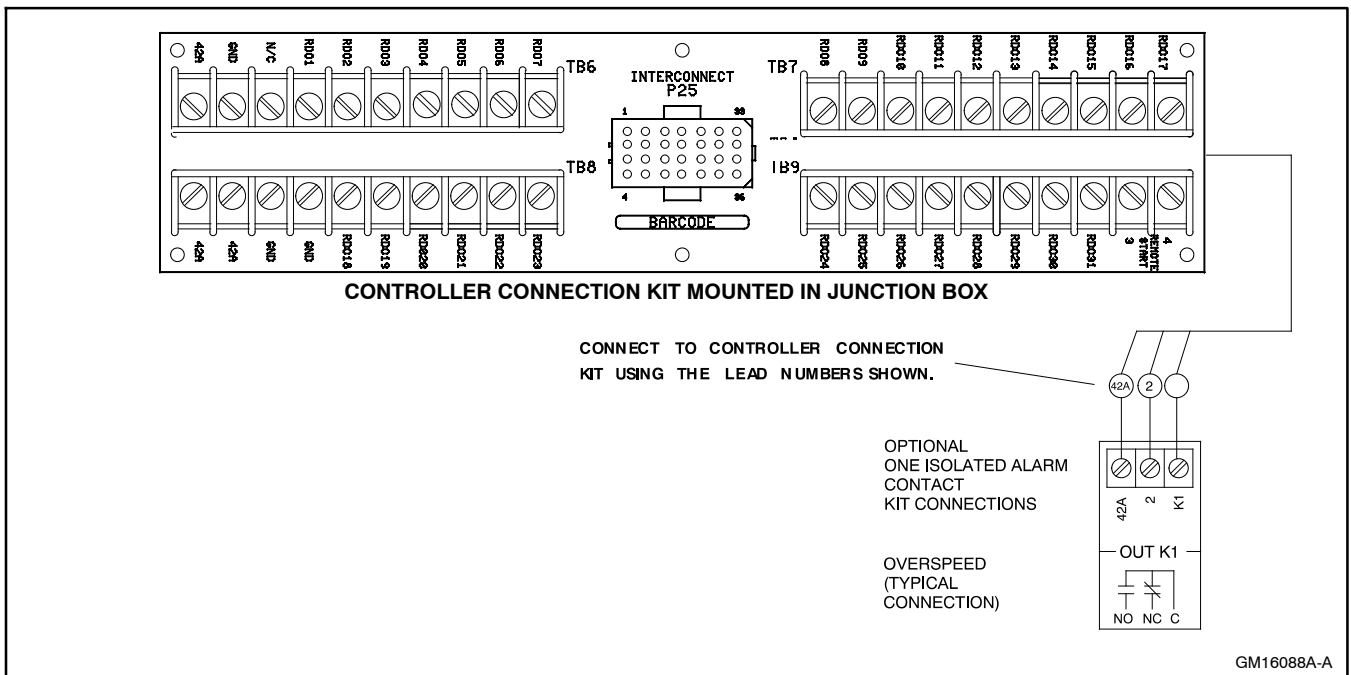 42A GND N/C RDO1 RDO2 RDO3 RDO4 RDO5 RDO6 RDO7
TB6
INTERCONNECT
P25
1 33
4 36
BARCODE
TB7
RDO8 RDO9 RDO10 RDO11 RDO12 RDO13 RDO14 RDO15 RDO16 RDO17
TB8
42A 42A GND GND RDO18 RDO19 RDO20 RDO21 RDO22 RDO23
TB9
RDO24 RDO25 RDO26 RDO27 RDO28 RDO29 RDO30 RDO31 3 REMOTE START 4
CONTROLLER CONNECTION KIT MOUNTED IN JUNCTION BOX
CONNECT TO CONTROLLER CONNECTION
KIT USING THE LEAD NUMBERS SHOWN.
42A 2
OPTIONAL
ONE ISOLATED ALARM
CONTACT
KIT CONNECTIONS
42A 2 K1
OUT K1
OVERSPEED
(TYPICAL
CONNECTION)
NO NC C
GM16088A-A